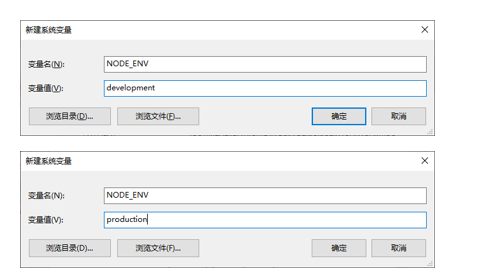 新建系统变量
变量名(N): NODE_ENV
变量值(V): development
浏览目录(D)... 浏览文件(F)... 确定 取消
新建系统变量
变量名(N): NODE_ENV
变量值(V): production
浏览目录(D)... 浏览文件(F)... 确定 取消